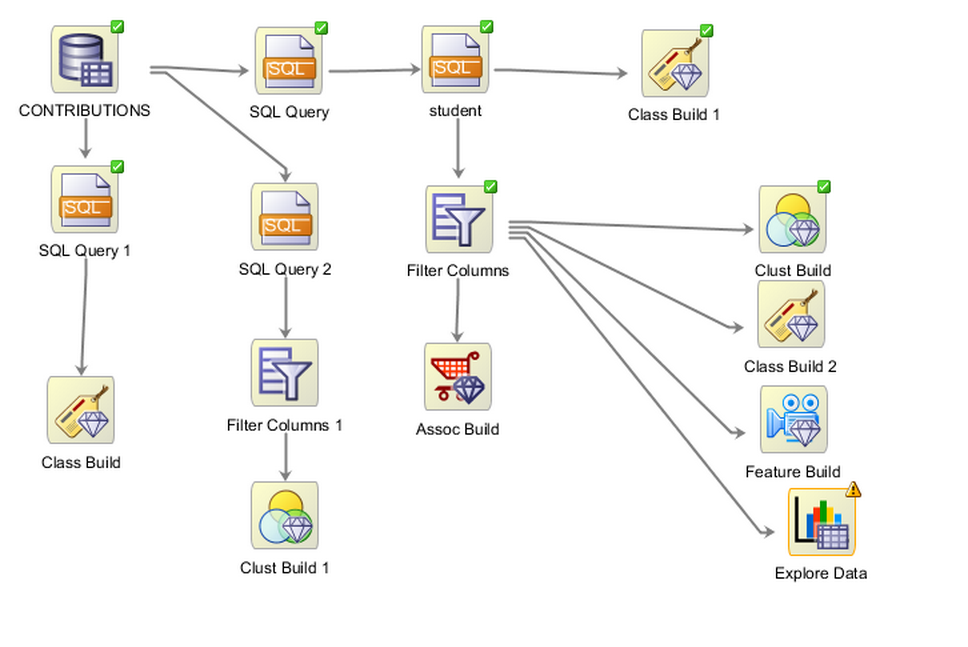 SQL
SQL
CONTRIBUTIONS
SQL Query
student
Class Build 1
SQL
SQL
SQL Query 1
SQL Query 2
Filter Columns
Clust Build
Class Build 2
Filter Columns 1
Assoc Build
Class Build
Feature Build
Clust Build 1
Explore Data